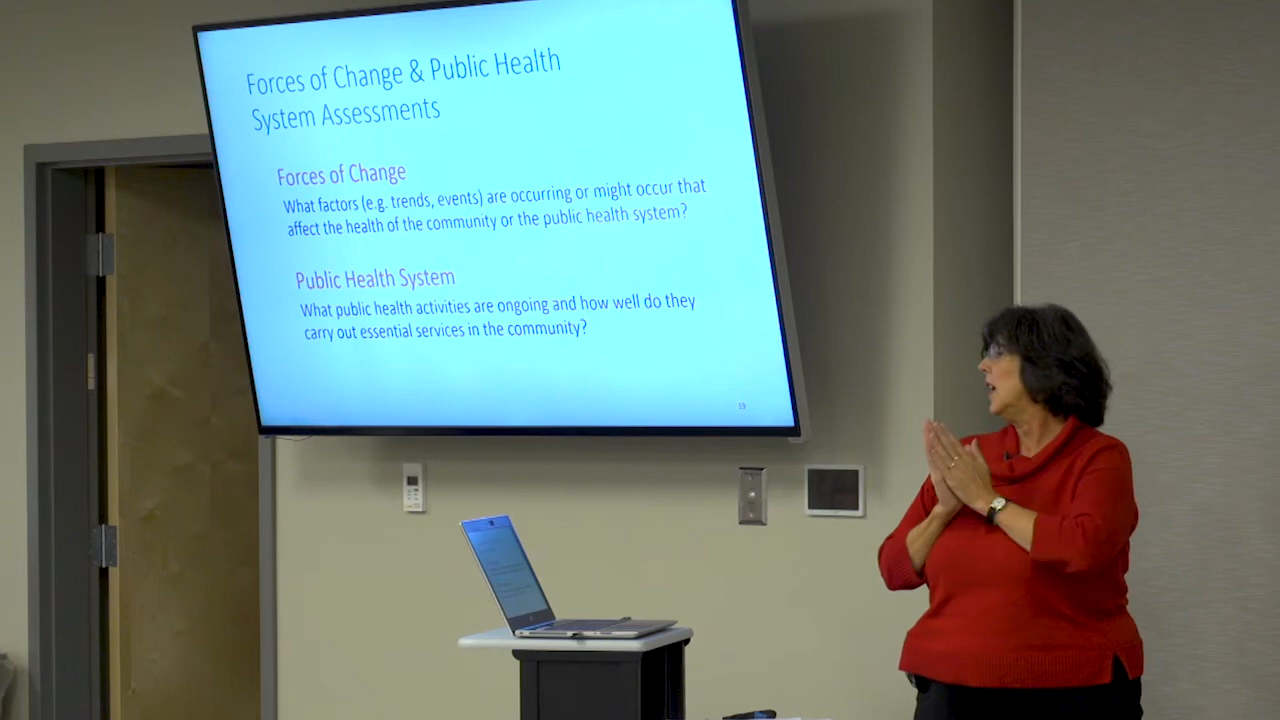 Forces of Change & Public Health
System Assessments
Forces of Change
What factors (e.g. trends, events) are occurring or might occur that
affect the health of the community or the public health system?
Public Health System
What public health activities are ongoing and how well do they
carry out essential services in the community?
19